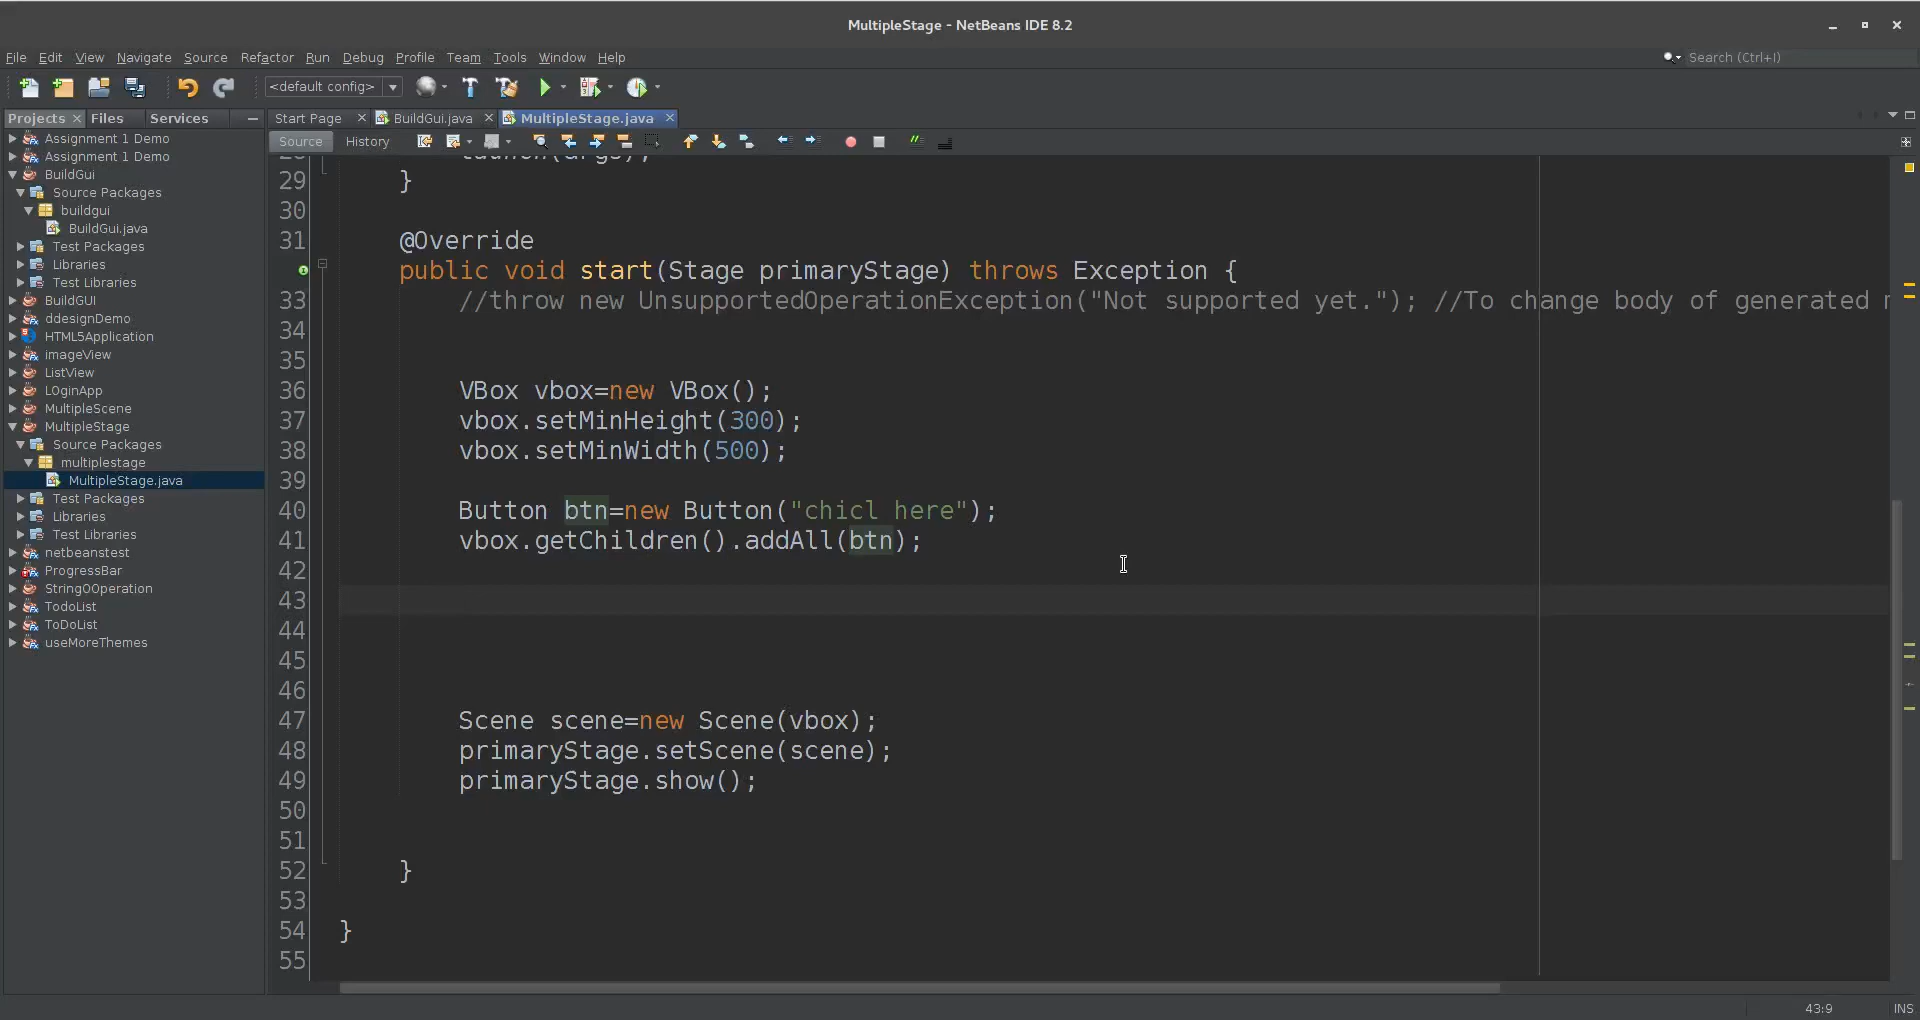 MultipleStage - NetBeans IDE 8.2
File Edit View Navigate Source Refactor Run Debug Profile Team Tools Window Help
Search (Ctrl+I)
<default config>
Projects Files Services
Start Page BuildGui.java MultipleStage.java
Source History
Assignment 1 Demo
Assignment 1 Demo
BuildGui
Source Packages
buildgui
BuildGui.java
Test Packages
Libraries
Test Libraries
BuildGUI
ddesignDemo
HTML5Application
imageView
ListView
LOginApp
MultipleScene
MultipleStage
Source Packages
multiplestage
MultipleStage.java
Test Packages
Libraries
Test Libraries
netbeanstest
ProgressBar
StringOOperation
TodoList
ToDoList
useMoreThemes
29 }
30
31 @Override
public void start(Stage primaryStage) throws Exception {
33 //throw new UnsupportedOperationException("Not supported yet."); //To change body of generated
34
35
36 VBox vbox=new VBox();
37 vbox.setMinHeight(300);
38 vbox.setMinWidth(500);
39
40 Button btn=new Button("chicl here");
41 vbox.getChildren().addAll(btn);
42
43
44
45
46
47 Scene scene=new Scene(vbox);
48 primaryStage.setScene(scene);
49 primaryStage.show();
50
51
52 }
53
54 }
55
43:9 INS